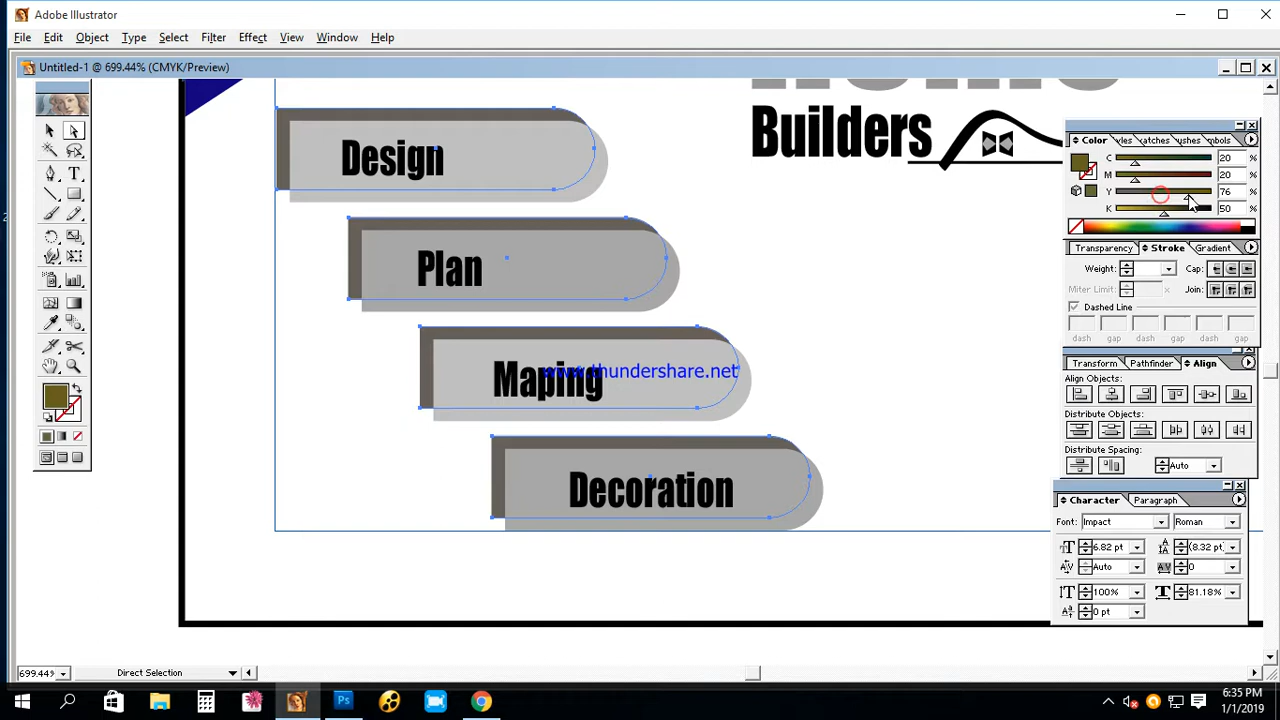 Adobe Illustrator
File Edit Object Type Select Filter Effect View Window Help
Untitled-1 @ 699.44% (CMYK/Preview)
Builders
Design
Plan
Maping
Decoration
www.thundershare.net
Color yles atches ushes mbols
C 20 %
M 20 %
Y 76 %
K 50 %
Transparency Stroke Gradient
Weight: Cap:
Miter Limit: x Join:
Dashed Line
dash gap dash gap dash gap
Transform Pathfinder Align
Align Objects:
Distribute Objects:
Distribute Spacing:
Auto
Character Paragraph
Font: Impact Roman
6.82 pt (8.32 pt)
Auto 0
100% 81.18%
0 pt
699.44% Direct Selection
6:35 PM
1/1/2019